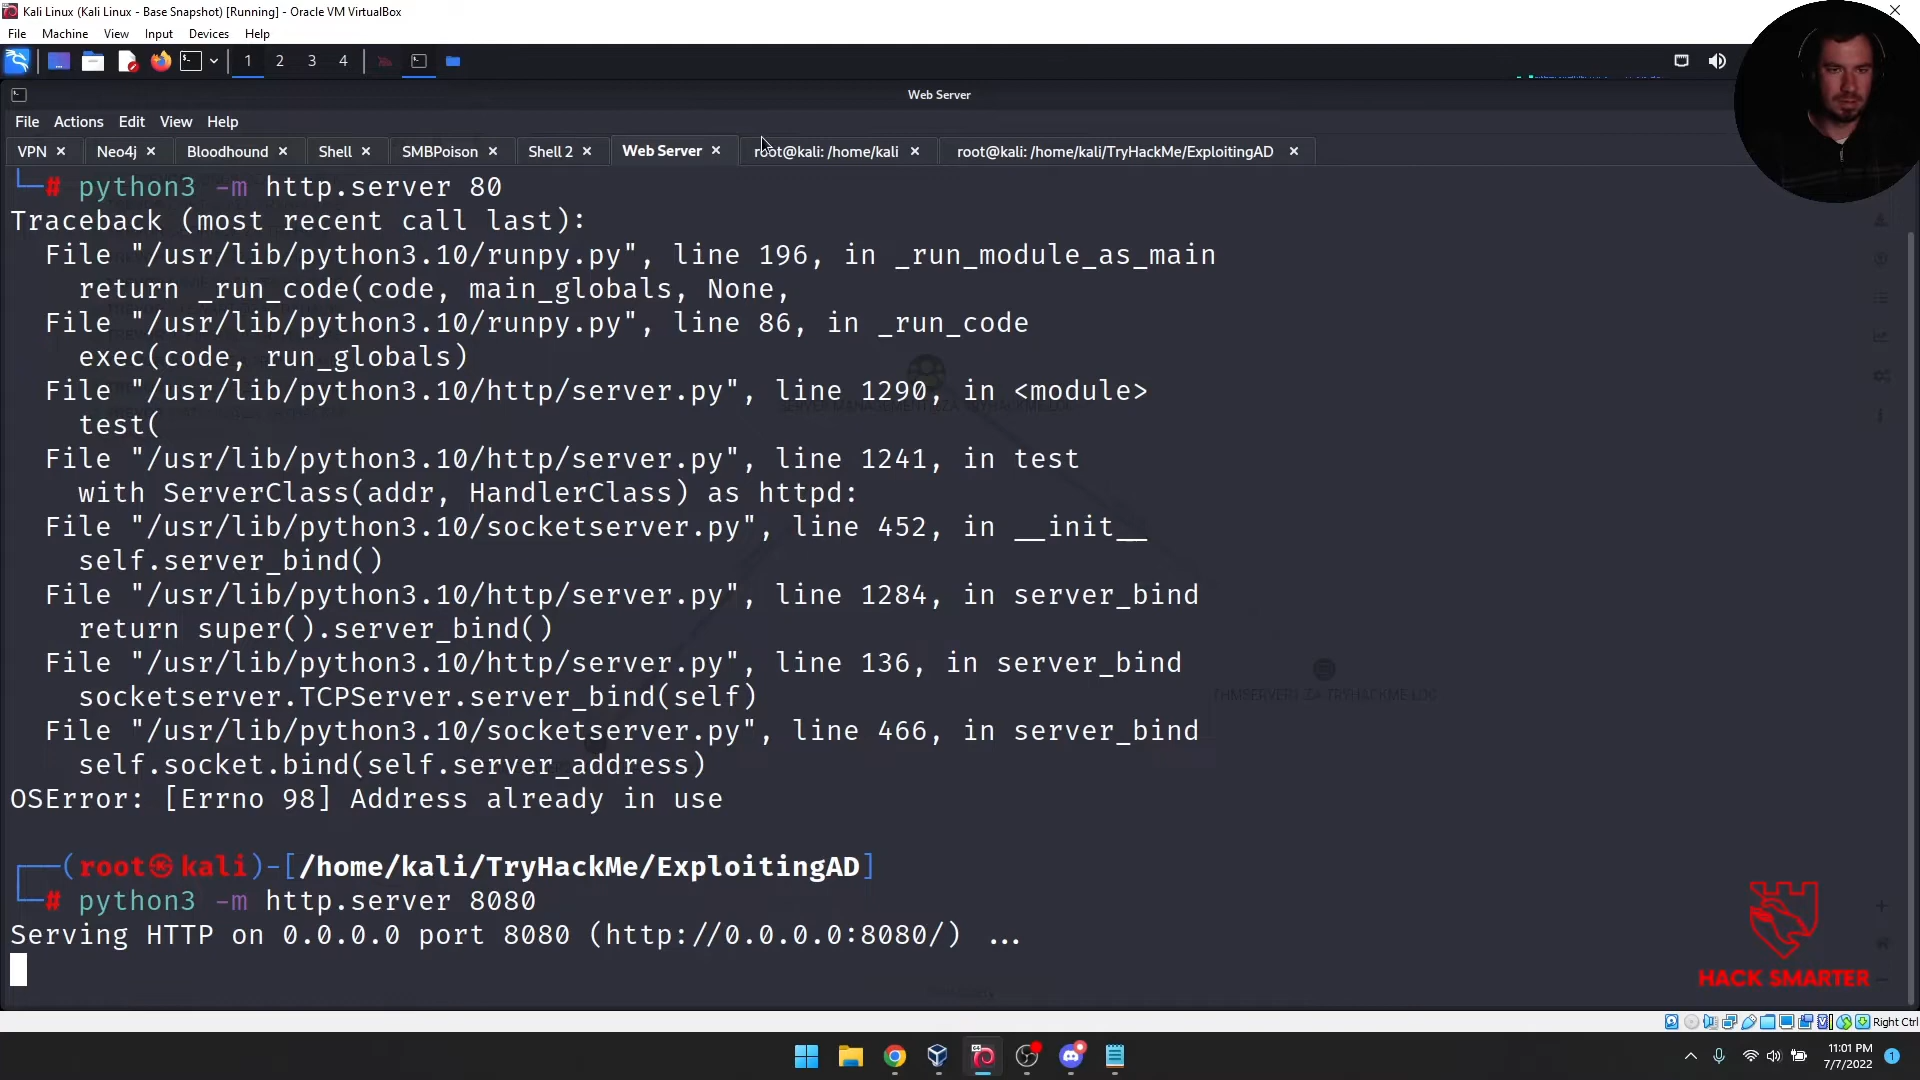 Kali Linux (Kali Linux - Base Snapshot) [Running] - Oracle VM VirtualBox
File Machine View Input Devices Help
1 2 3 4
Web Server
File Actions Edit View Help
VPN Neo4j Bloodhound Shell SMBPoison Shell 2 Web Server root@kali: /home/kali root@kali: /home/kali/TryHackMe/ExploitingAD
└─# python3 -m http.server 80
Traceback (most recent call last):
File "/usr/lib/python3.10/runpy.py", line 196, in _run_module_as_main
return _run_code(code, main_globals, None,
File "/usr/lib/python3.10/runpy.py", line 86, in _run_code
exec(code, run_globals)
File "/usr/lib/python3.10/http/server.py", line 1290, in <module>
test(
File "/usr/lib/python3.10/http/server.py", line 1241, in test
with ServerClass(addr, HandlerClass) as httpd:
File "/usr/lib/python3.10/socketserver.py", line 452, in __init__
self.server_bind()
File "/usr/lib/python3.10/http/server.py", line 1284, in server_bind
return super().server_bind()
File "/usr/lib/python3.10/http/server.py", line 136, in server_bind
socketserver.TCPServer.server_bind(self)
File "/usr/lib/python3.10/socketserver.py", line 466, in server_bind
self.socket.bind(self.server_address)
OSError: [Errno 98] Address already in use
┌──(root㉿kali)-[/home/kali/TryHackMe/ExploitingAD]
└─# python3 -m http.server 8080
Serving HTTP on 0.0.0.0 port 8080 (http://0.0.0.0:8080/) ...
HACK SMARTER
Right Ctrl
11:01 PM
7/7/2022
1